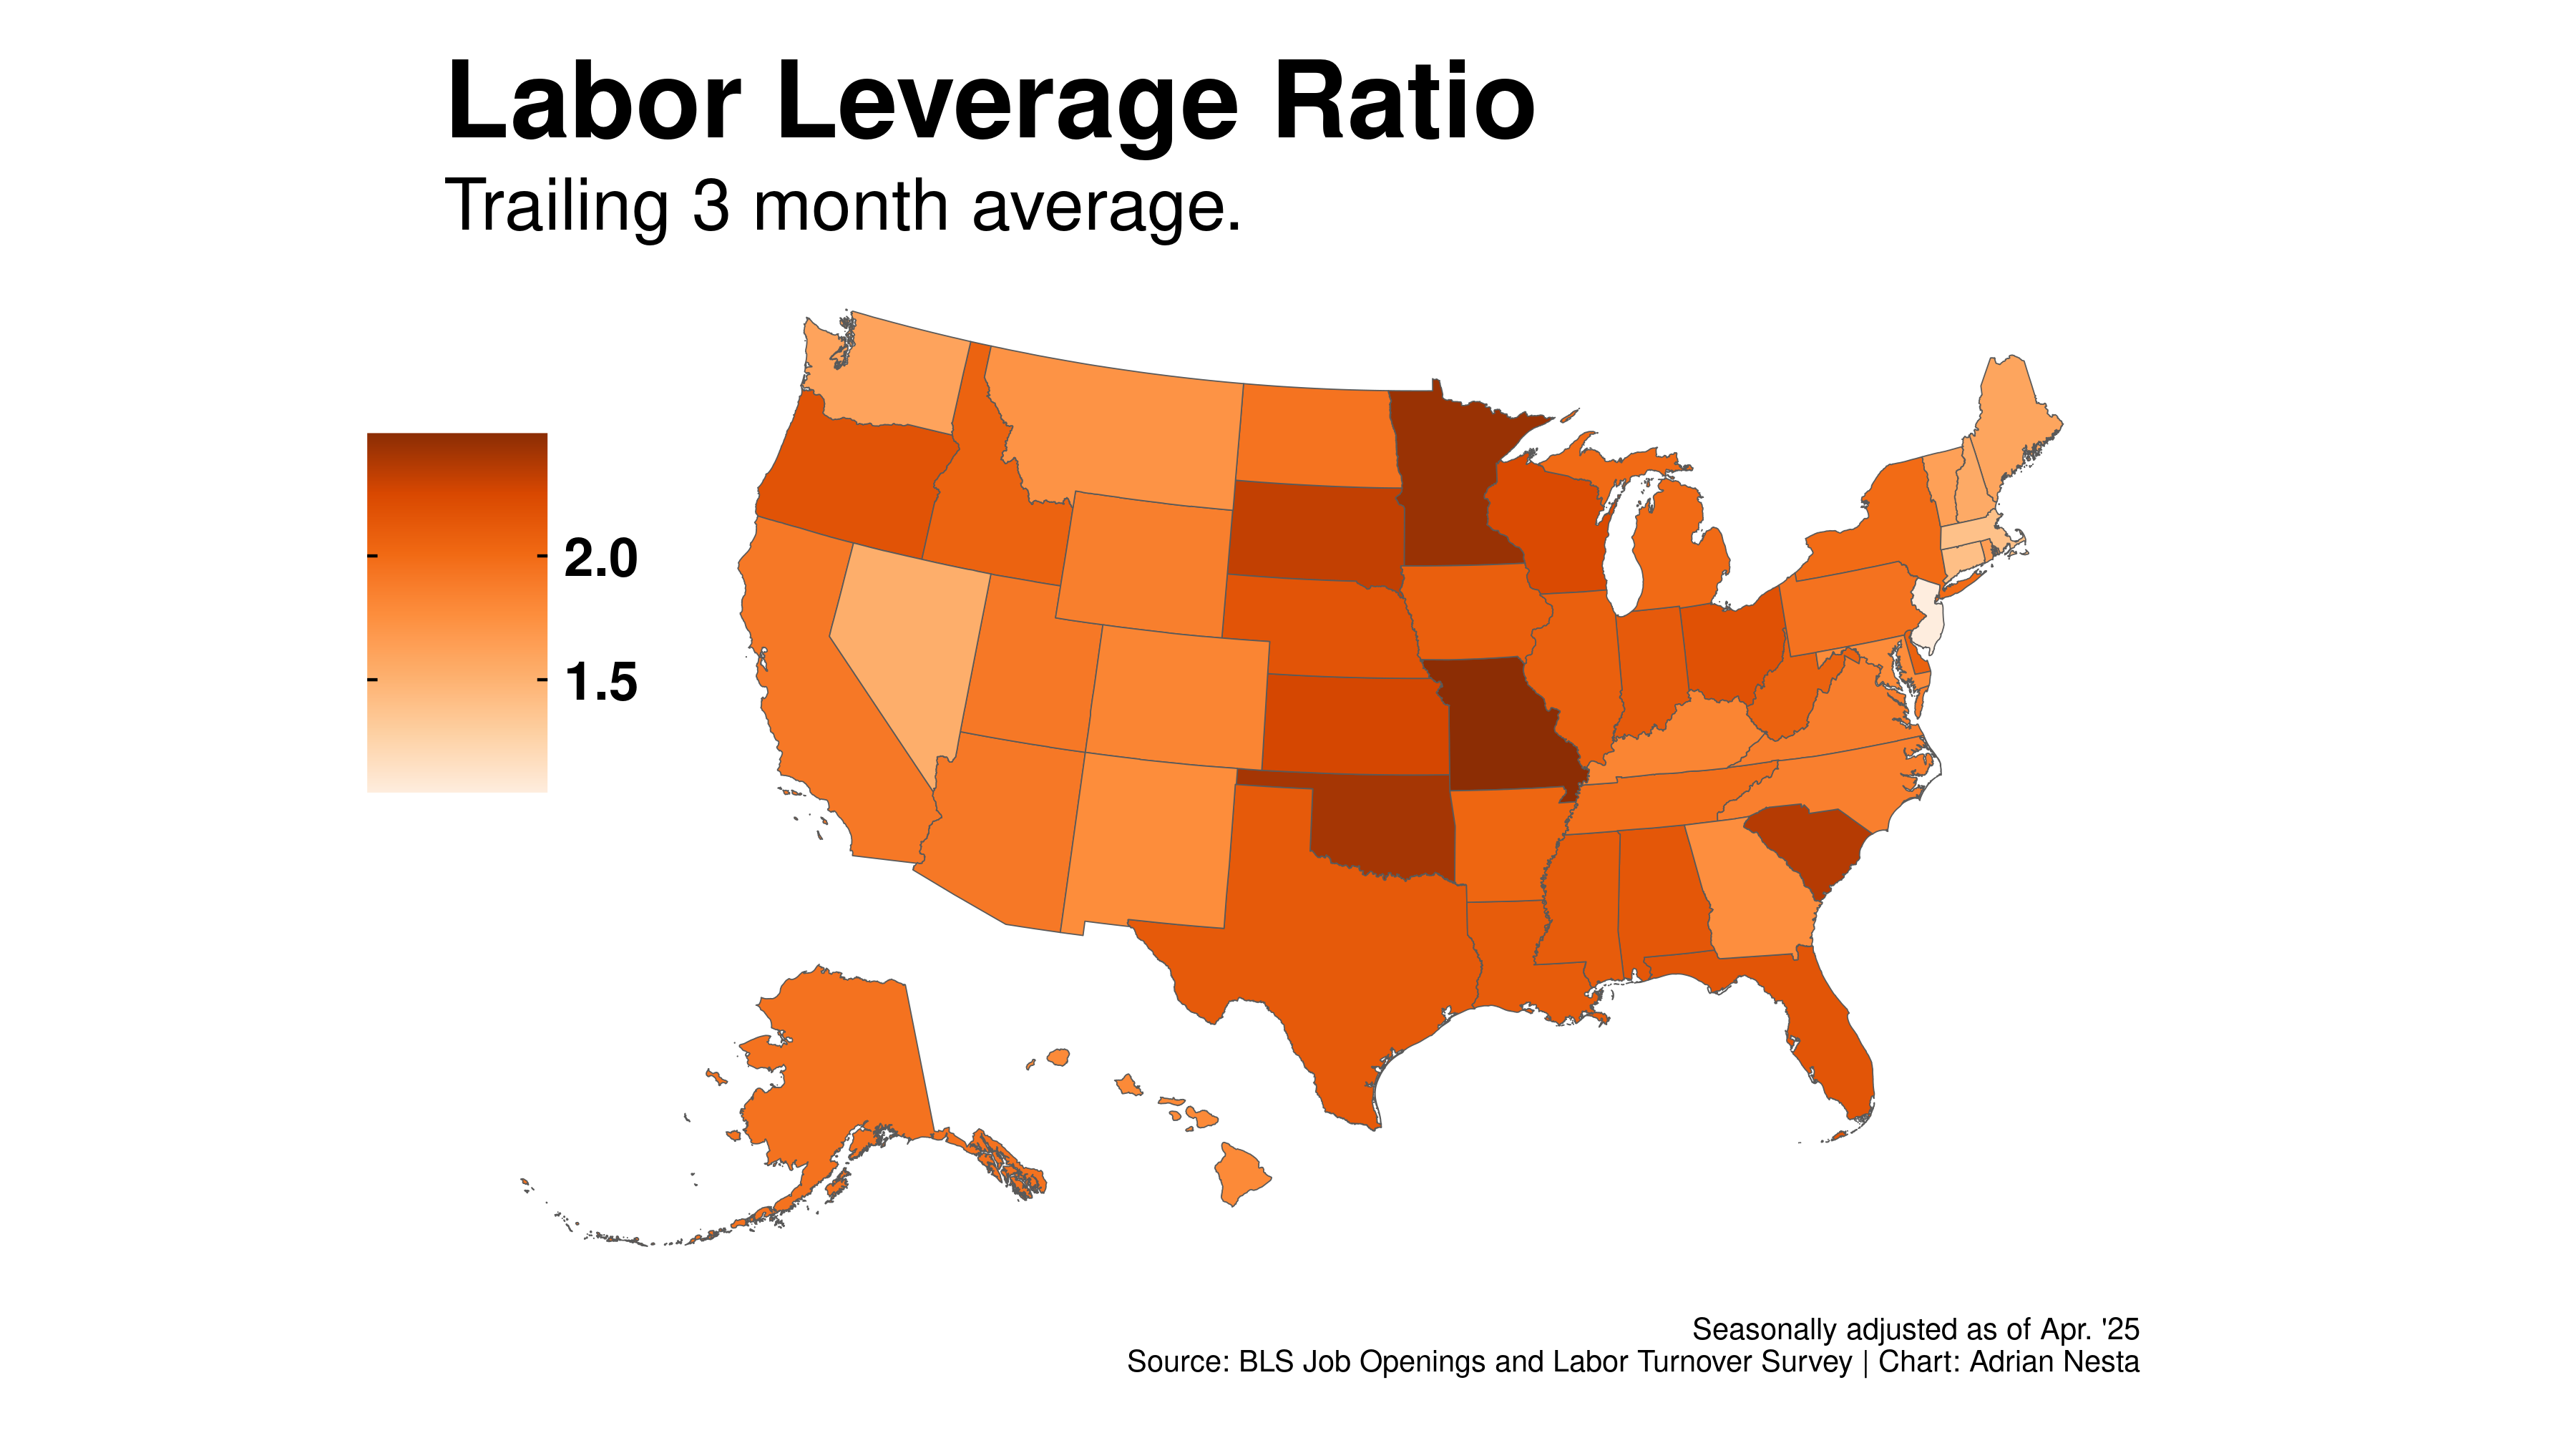 Labor Leverage Ratio
Trailing 3 month average.
2.0
1.5
Seasonally adjusted as of Apr. '25
Source: BLS Job Openings and Labor Turnover Survey | Chart: Adrian Nesta